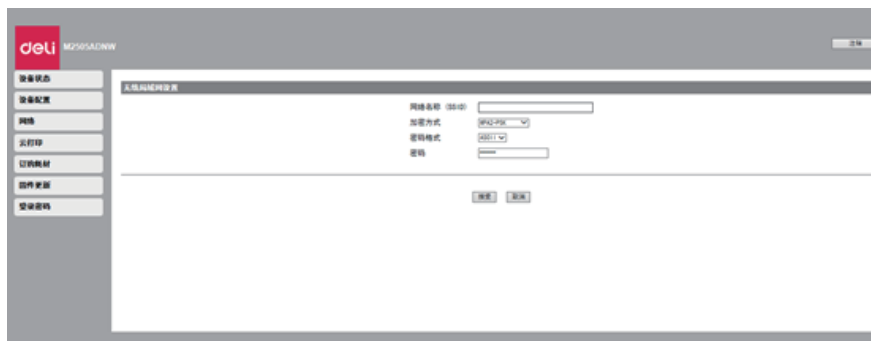 deli M2505ADNW
注销
设备状态
设备配置
网络
云打印
订购耗材
固件更新
登录密码
无线局域网设置
网络名称 (SSID)
加密方式 WPA2-PSK
密码格式 ASCII
密码
接受 取消